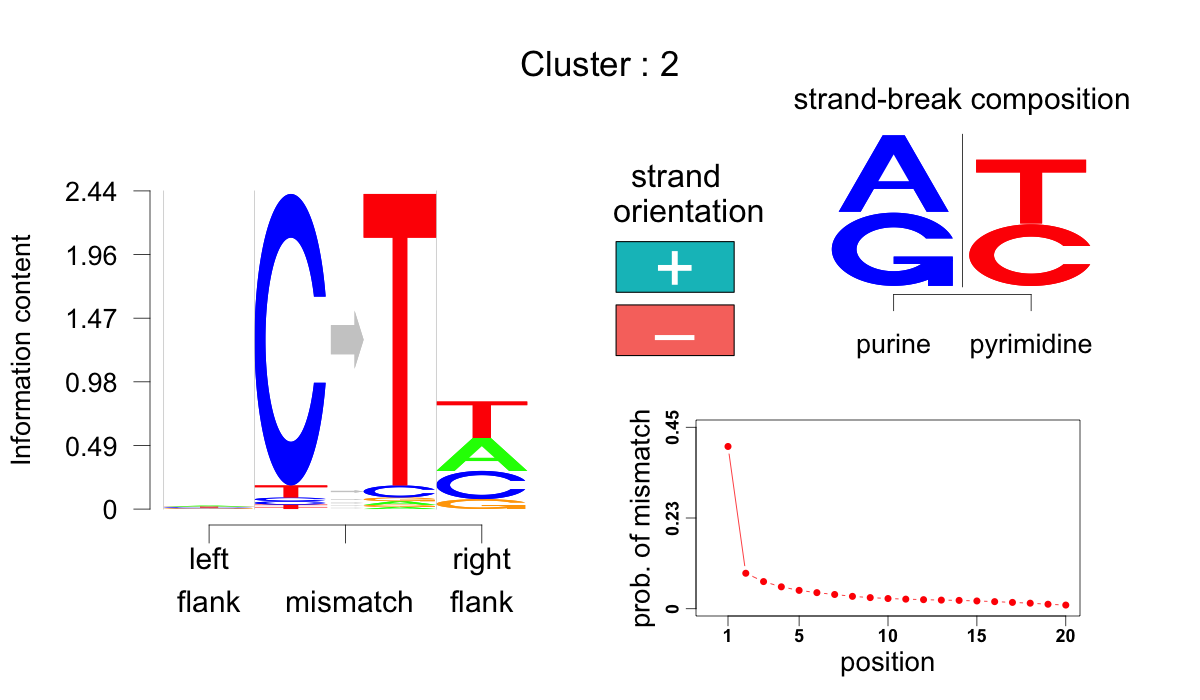 Cluster : 2
Information content
2.44
1.96
1.47
0.98
0.49
0
C
T
T
C
T
A
C
G
left
flank
mismatch
right
flank
strand
orientation
+
−
strand-break composition
A
G
T
C
purine
pyrimidine
prob. of mismatch
0.45
0.23
0
1
5
10
15
20
position